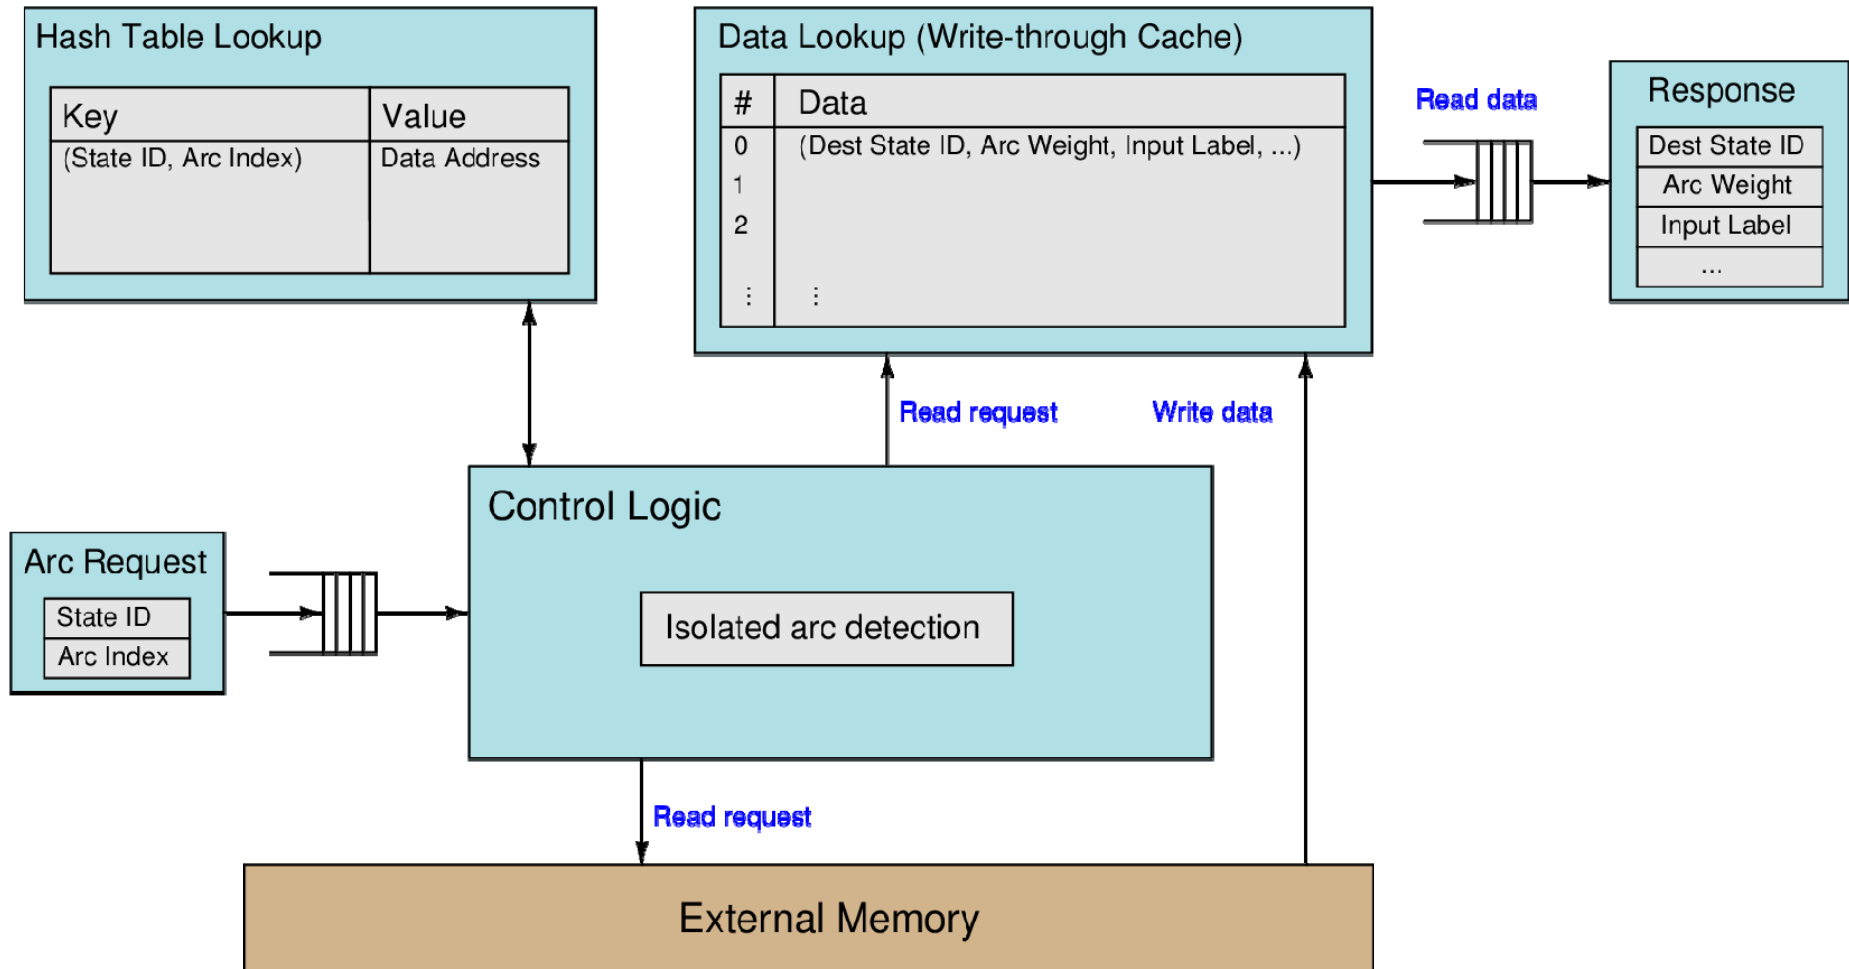 Hash Table Lookup
Key Value
(State ID, Arc Index) Data Address
Data Lookup (Write-through Cache)
# Data
0 (Dest State ID, Arc Weight, Input Label, ...)
1
2
⋮ ⋮
Read data
Response
Dest State ID
Arc Weight
Input Label
...
Read request
Write data
Control Logic
Isolated arc detection
Arc Request
State ID
Arc Index
Read request
External Memory